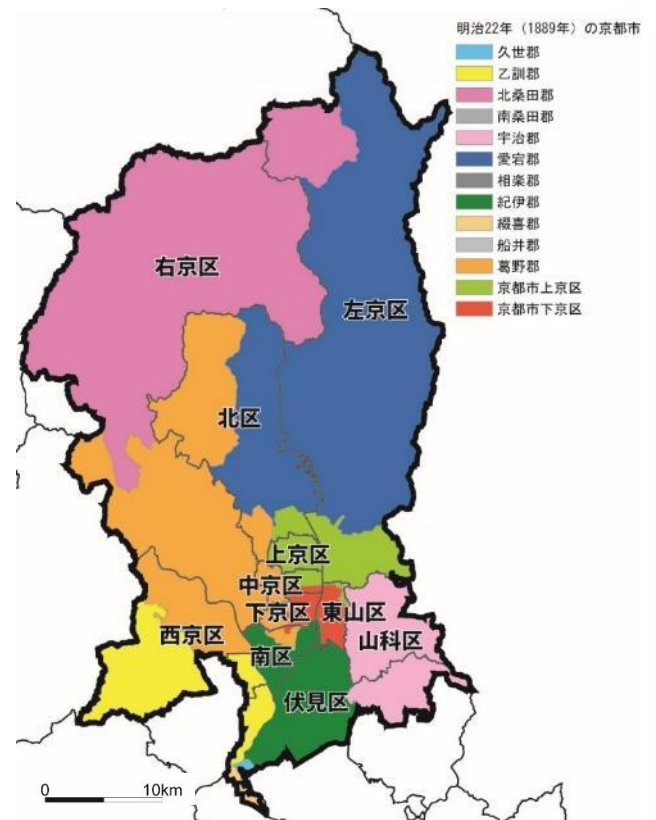 明治22年（1889年）の京都市
久世郡
乙訓郡
北桑田郡
南桑田郡
宇治郡
愛宕郡
相楽郡
紀伊郡
綴喜郡
船井郡
葛野郡
京都市上京区
京都市下京区
右京区
左京区
北区
上京区
中京区
下京区
東山区
西京区
山科区
南区
伏見区
0
10km